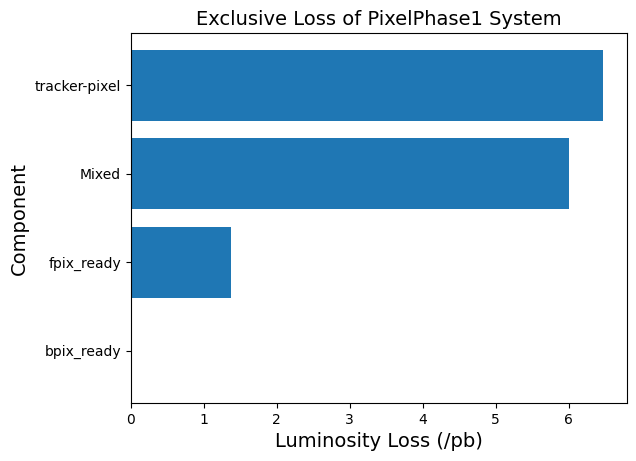 Exclusive Loss of PixelPhase1 System
Component
tracker-pixel
Mixed
fpix_ready
bpix_ready
0 1 2 3 4 5 6
Luminosity Loss (/pb)